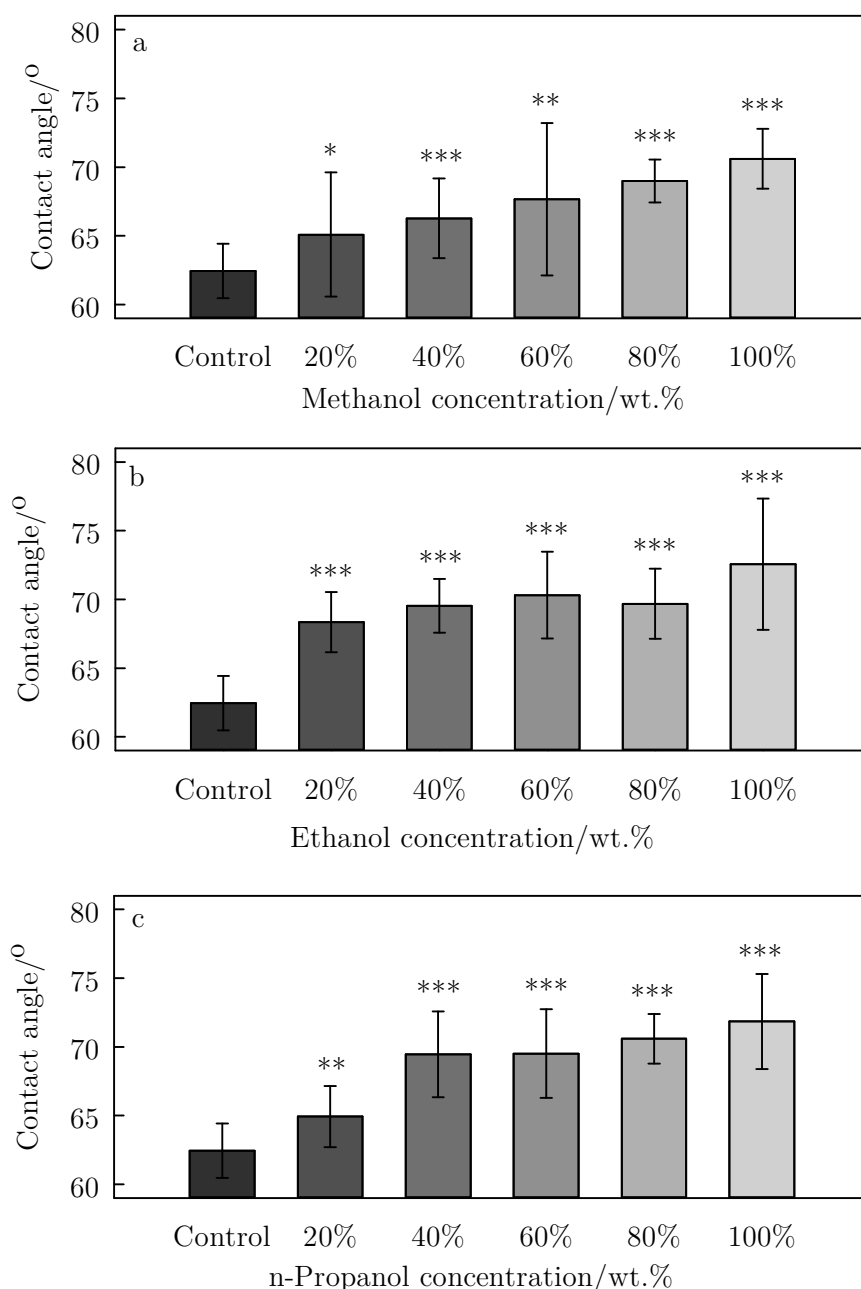 a
Contact angle/°
80
75
70
65
60
* *** ** *** ***
Control 20% 40% 60% 80% 100%
Methanol concentration/wt.%
b
Contact angle/°
80
75
70
65
60
*** *** *** *** ***
Control 20% 40% 60% 80% 100%
Ethanol concentration/wt.%
c
Contact angle/°
80
75
70
65
60
** *** *** *** ***
Control 20% 40% 60% 80% 100%
n-Propanol concentration/wt.%